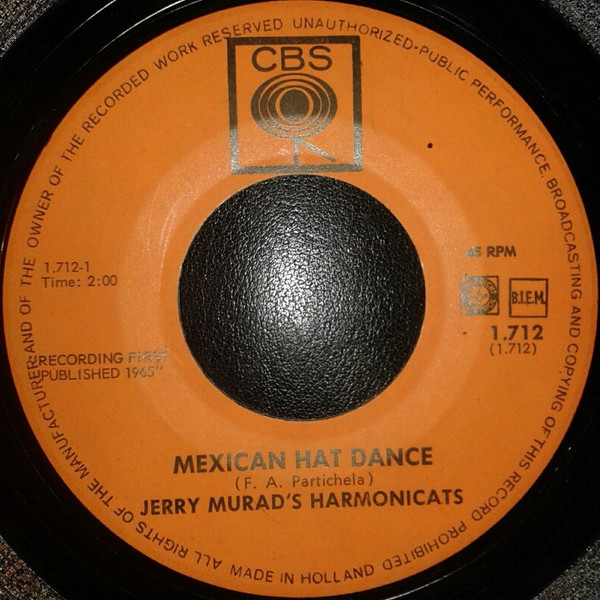 ALL RIGHTS OF THE MANUFACTURER AND OF THE OWNER OF THE RECORDED WORK RESERVED UNAUTHORIZED·PUBLIC PERFORMANCE, BROADCASTING AND COPYING OF THIS RECORD PROHIBITED
CBS
1.712-1
Time: 2:00
45 RPM
B.I.E.M.
1.712
(1.712)
"RECORDING FIRST
PUBLISHED 1965"
MEXICAN HAT DANCE
(F. A. Partichela)
JERRY MURAD'S HARMONICATS
MADE IN HOLLAND